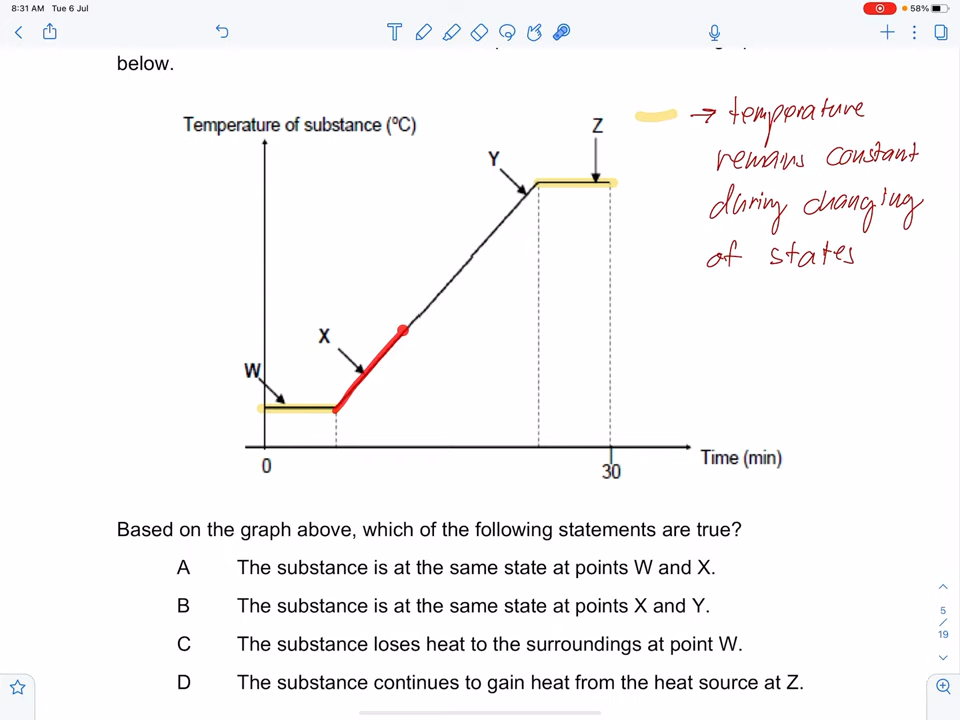 8:31 AM Tue 6 Jul
58%
below.
Temperature of substance (ºC)
Z
Y
X
W
0
30
Time (min)
→ temperature
remains constant
during changing
of states
Based on the graph above, which of the following statements are true?
A The substance is at the same state at points W and X.
B The substance is at the same state at points X and Y.
C The substance loses heat to the surroundings at point W.
D The substance continues to gain heat from the heat source at Z.
5
/
19